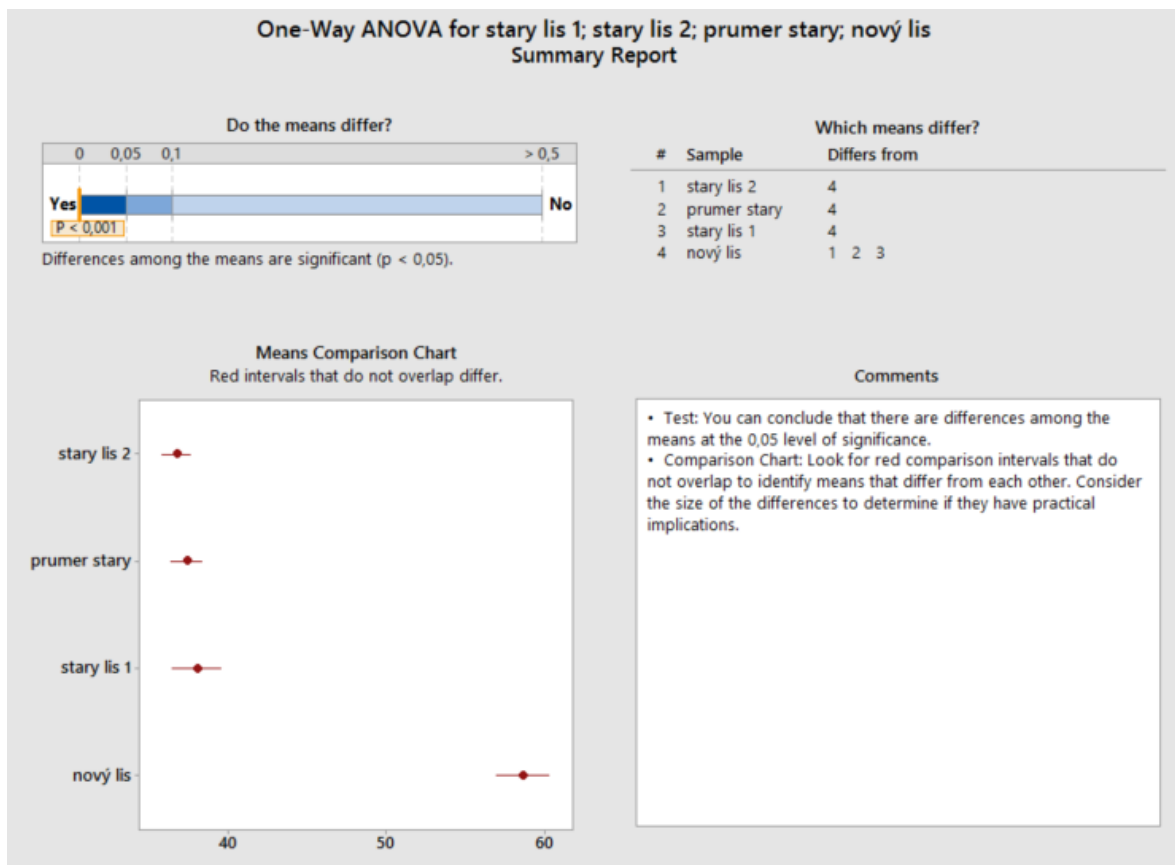 One-Way ANOVA for stary lis 1; stary lis 2; prumer stary; nový lis
Summary Report
Do the means differ?
0 0,05 0,1 > 0,5
Yes No
P < 0,001
Differences among the means are significant (p < 0,05).
Which means differ?
# Sample Differs from
1 stary lis 2 4
2 prumer stary 4
3 stary lis 1 4
4 nový lis 1 2 3
Means Comparison Chart
Red intervals that do not overlap differ.
stary lis 2
prumer stary
stary lis 1
nový lis
40 50 60
Comments
• Test: You can conclude that there are differences among the
means at the 0,05 level of significance.
• Comparison Chart: Look for red comparison intervals that do
not overlap to identify means that differ from each other. Consider
the size of the differences to determine if they have practical
implications.